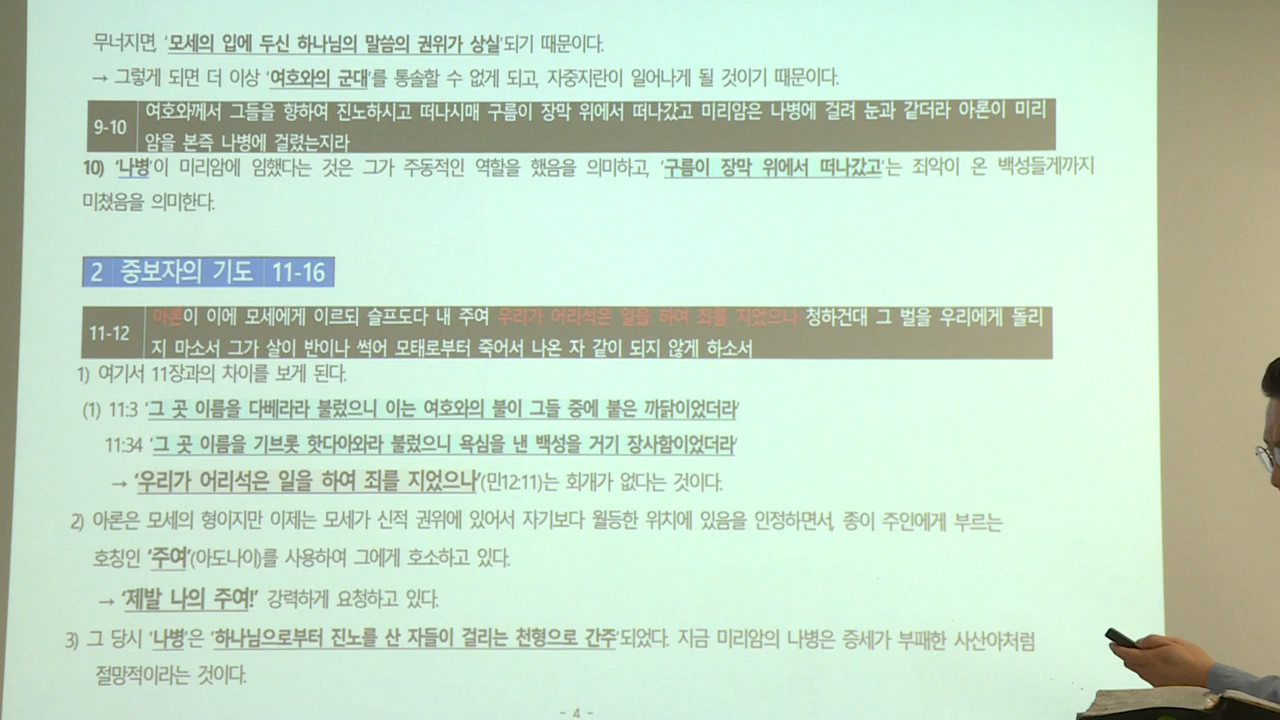 무너지면, '모세의 입에 두신 하나님의 말씀의 권위가 상실'되기 때문이다.
→ 그렇게 되면 더 이상 '여호와의 군대'를 통솔할 수 없게 되고, 자중지란이 일어나게 될 것이기 때문이다.
9-10 여호와께서 그들을 향하여 진노하시고 떠나시매 구름이 장막 위에서 떠나갔고 미리암은 나병에 걸려 눈과 같더라 아론이 미리
암을 본즉 나병에 걸렸는지라
10) '나병'이 미리암에 임했다는 것은 그가 주동적인 역할을 했음을 의미하고, '구름이 장막 위에서 떠나갔고'는 죄악이 온 백성들게까지
미쳤음을 의미한다.
2 중보자의 기도 11-16
11-12 아론이 이에 모세에게 이르되 슬프도다 내 주여 우리가 어리석은 일을 하여 죄를 지었으나 청하건대 그 벌을 우리에게 돌리
지 마소서 그가 살이 반이나 썩어 모태로부터 죽어서 나온 자 같이 되지 않게 하소서
1) 여기서 11장과의 차이를 보게 된다.
(1) 11:3 '그 곳 이름을 다베라라 불렀으니 이는 여호와의 불이 그들 중에 붙은 까닭이었더라'
11:34 '그 곳 이름을 기브롯 핫다아와라 불렀으니 욕심을 낸 백성을 거기 장사함이었더라'
→ '우리가 어리석은 일을 하여 죄를 지었으나'(민12:11)는 회개가 없다는 것이다.
2) 아론은 모세의 형이지만 이제는 모세가 신적 권위에 있어서 자기보다 월등한 위치에 있음을 인정하면서, 종이 주인에게 부르는
호칭인 '주여'(아도나이)를 사용하여 그에게 호소하고 있다.
→ '제발 나의 주여!' 강력하게 요청하고 있다.
3) 그 당시 '나병'은 '하나님으로부터 진노를 산 자들이 걸리는 천형으로 간주'되었다. 지금 미리암의 나병은 증세가 부패한 사산아처럼
절망적이라는 것이다.
- 4 -